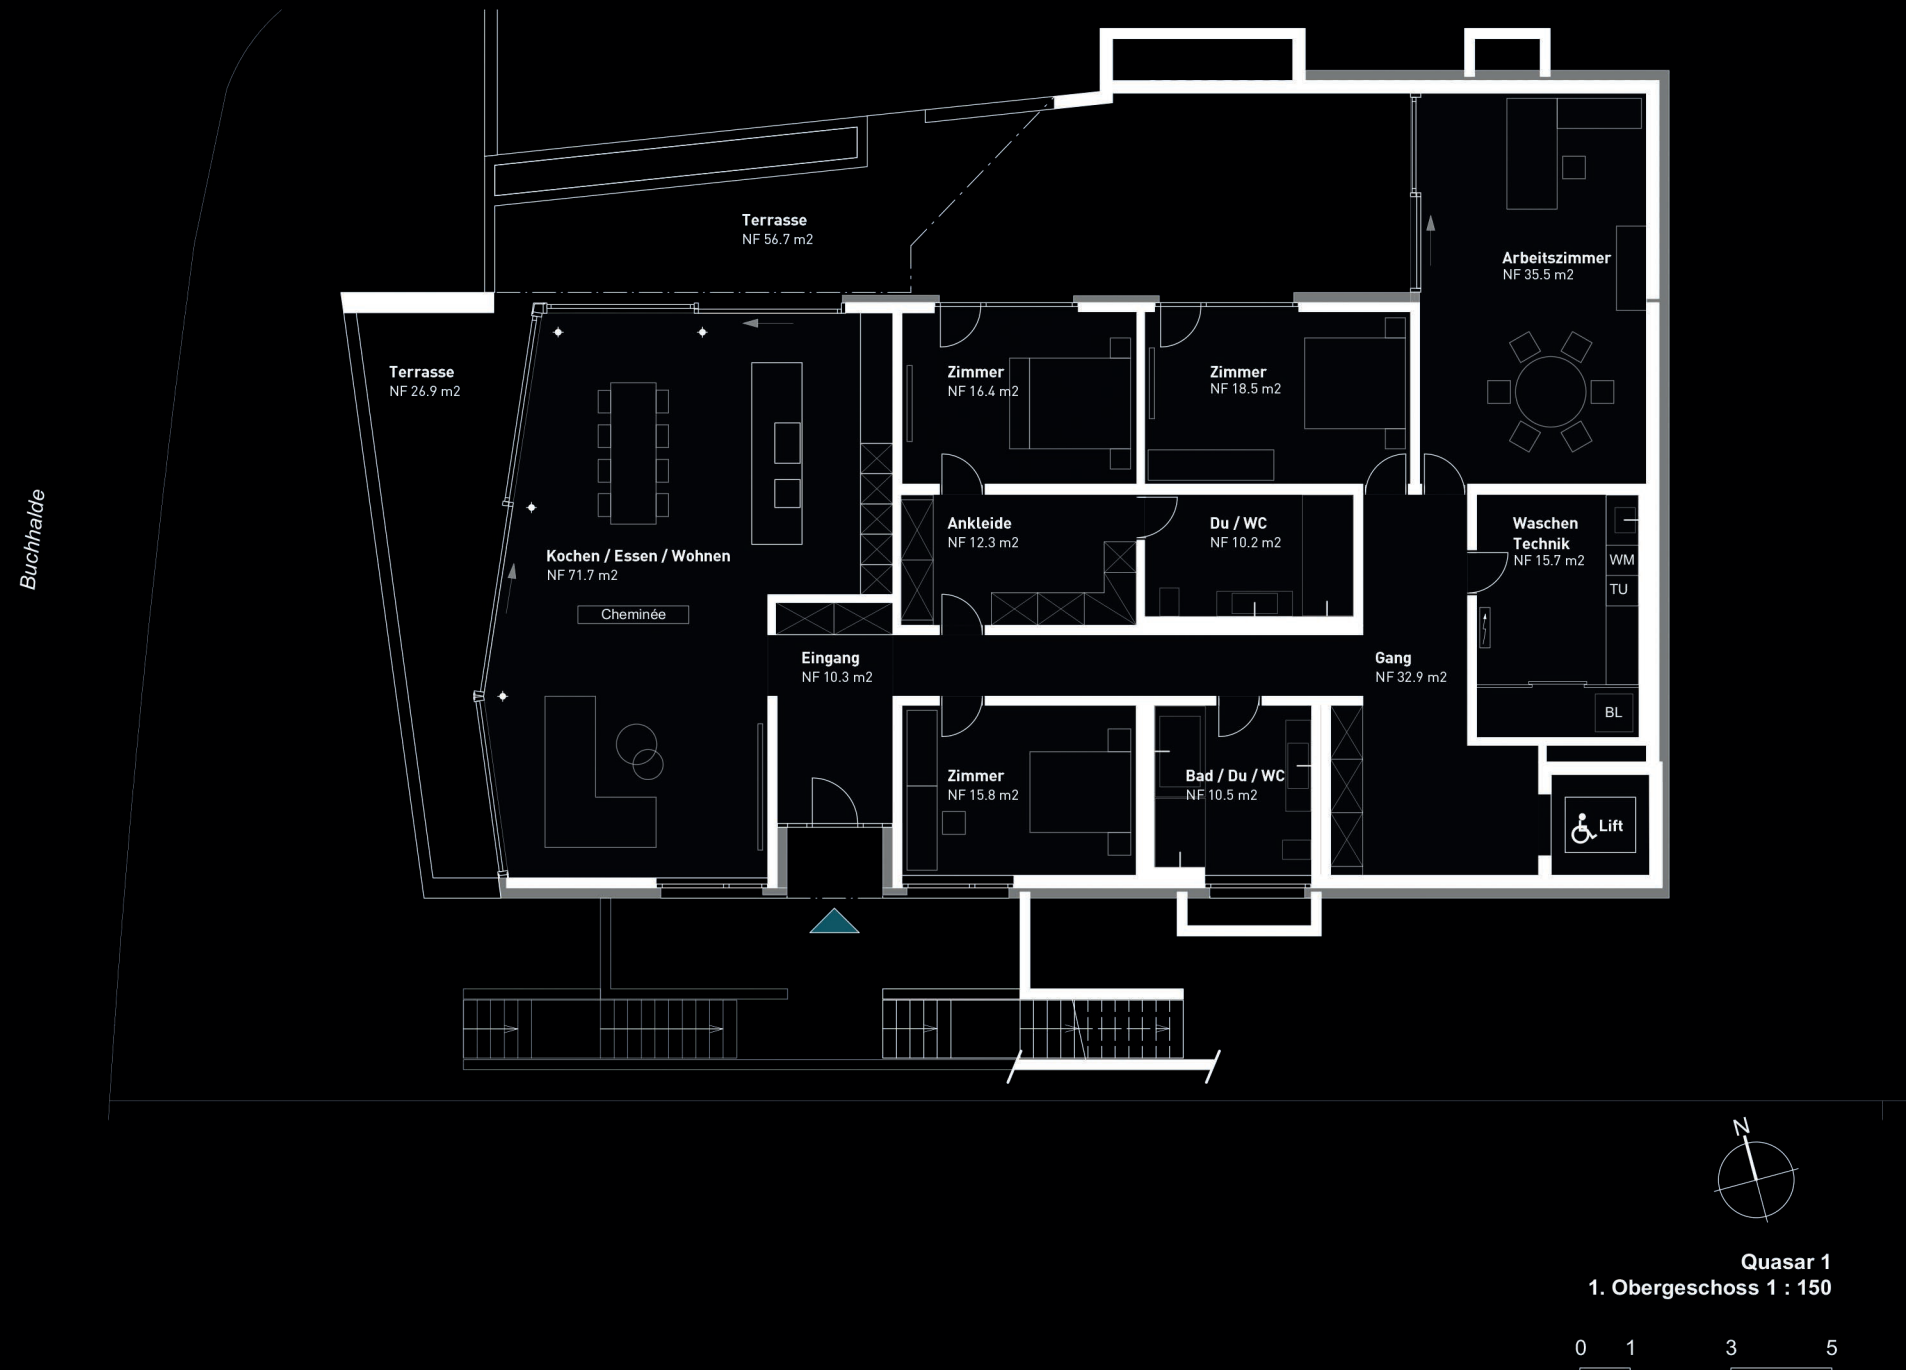 Terrasse
NF 56.7 m2
Arbeitszimmer
NF 35.5 m2
Terrasse
NF 26.9 m2
Zimmer
NF 16.4 m2
Zimmer
NF 18.5 m2
Buchhalde
Kochen / Essen / Wohnen
NF 71.7 m2
Cheminée
Ankleide
NF 12.3 m2
Du / WC
NF 10.2 m2
Waschen
Technik
NF 15.7 m2
WM
TU
Eingang
NF 10.3 m2
Gang
NF 32.9 m2
BL
Zimmer
NF 15.8 m2
Bad / Du / WC
NF 10.5 m2
Lift
N
Quasar 1
1. Obergeschoss 1 : 150
0 1 3 5